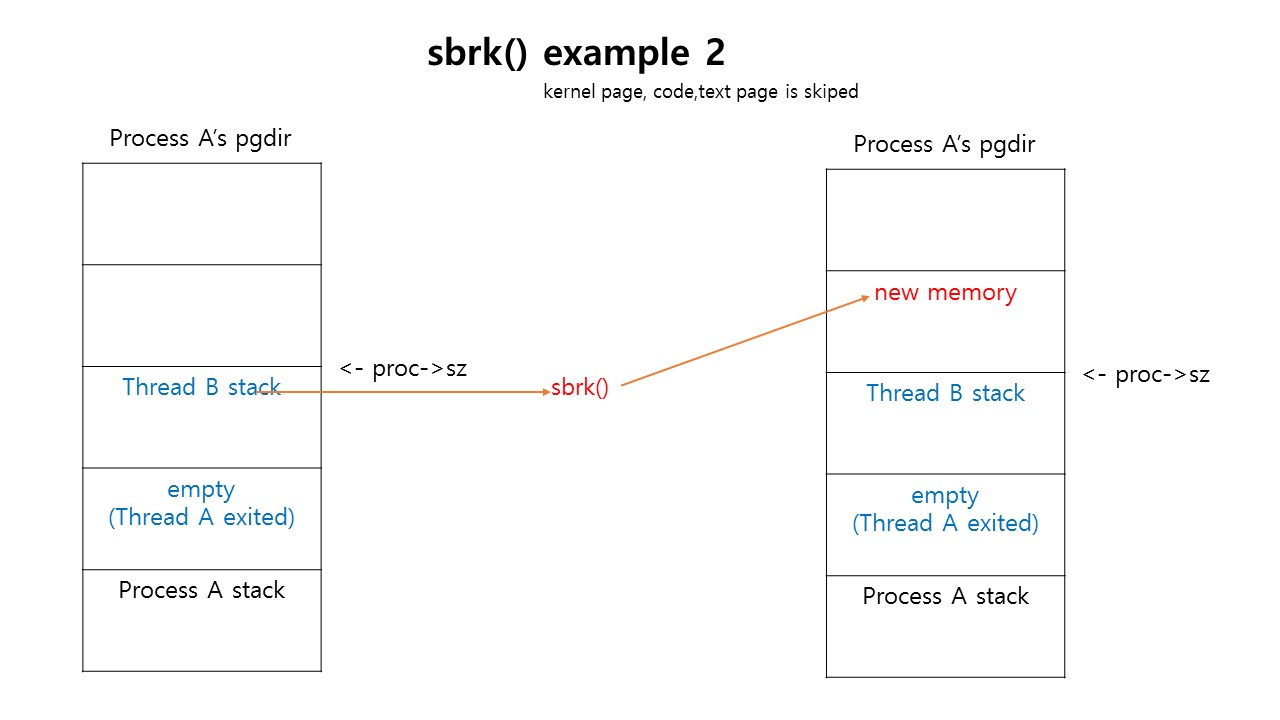 sbrk() example 2
kernel page, code,text page is skiped
Process A’s pgdir
<- proc->sz
Thread B stack
empty
(Thread A exited)
Process A stack
sbrk()
Process A’s pgdir
new memory
<- proc->sz
Thread B stack
empty
(Thread A exited)
Process A stack